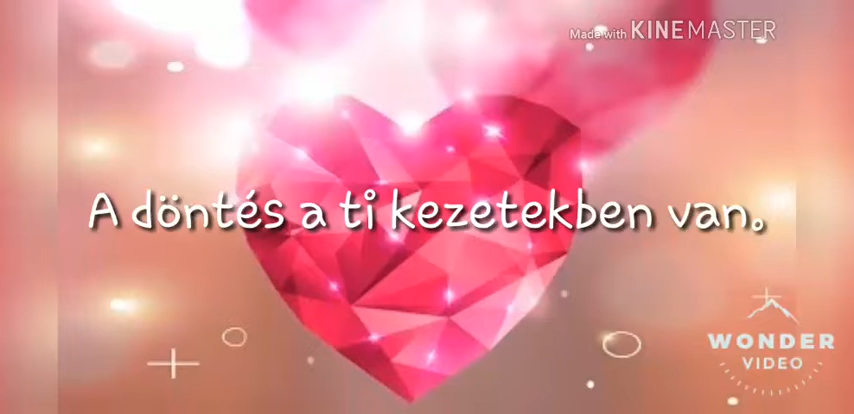 Made with KINEMASTER
A döntés a ti kezetekben van.
WONDER
VIDEO